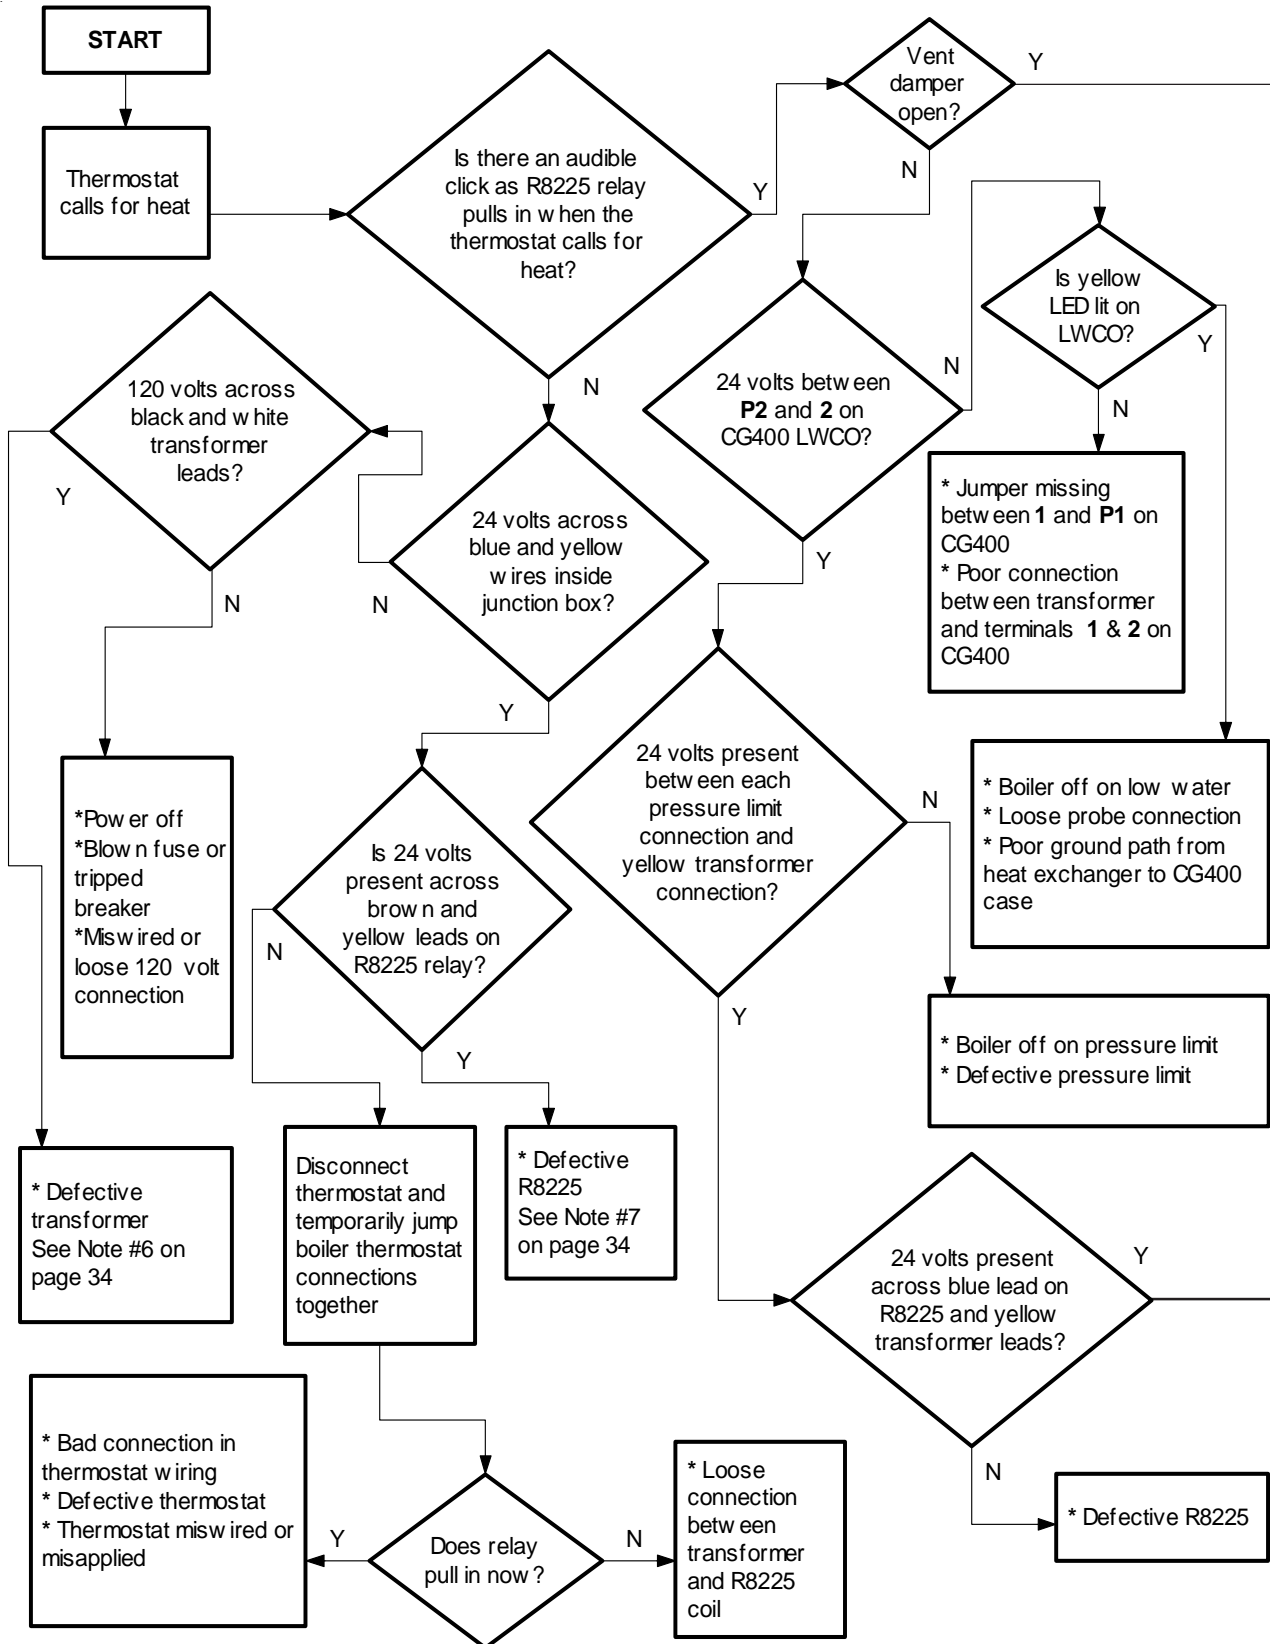 START
Thermostat
calls for heat
Is there an audible
click as R8225 relay
pulls in when the
thermostat calls for
heat?
Y
N
Vent
damper
open?
Y
N
Is yellow
LED lit on
LWCO?
Y
N
120 volts across
black and white
transformer
leads?
Y
N
24 volts between
P2 and 2 on
CG400 LWCO?
N
Y
24 volts across
blue and yellow
wires inside
junction box?
N
Y
* Jumper missing
between 1 and P1 on
CG400
* Poor connection
between transformer
and terminals 1 & 2 on
CG400
*Power off
*Blown fuse or
tripped
breaker
*Miswired or
loose 120 volt
connection
Is 24 volts
present across
brown and
yellow leads on
R8225 relay?
N
Y
24 volts present
between each
pressure limit
connection and
yellow transformer
connection?
N
Y
* Boiler off on low water
* Loose probe connection
* Poor ground path from
heat exchanger to CG400
case
* Boiler off on pressure limit
* Defective pressure limit
* Defective
transformer
See Note #6 on
page 34
Disconnect
thermostat and
temporarily jump
boiler thermostat
connections
together
* Defective
R8225
See Note #7
on page 34
24 volts present
across blue lead on
R8225 and yellow
transformer leads?
Y
N
* Bad connection in
thermostat wiring
* Defective thermostat
* Thermostat miswired or
misapplied
Y
Does relay
pull in now?
N
* Loose
connection
between
transformer
and R8225
coil
* Defective R8225